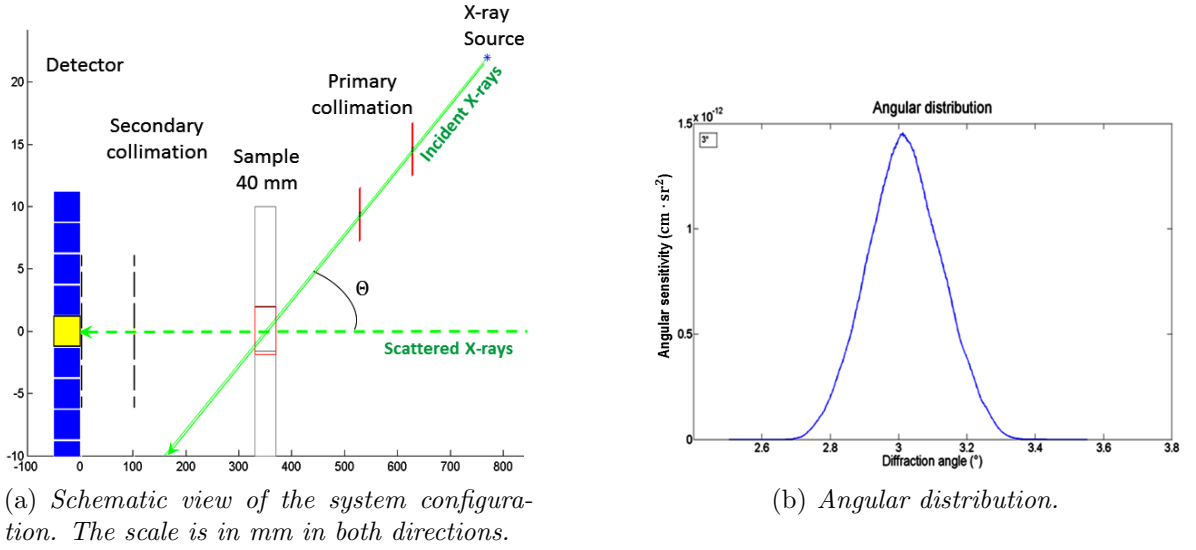 X-ray
Source
Detector
Primary
collimation
Incident X-rays
Secondary
collimation
Sample
40 mm
Θ
Scattered X-rays
20
15
10
5
0
-5
-10
-100 0 100 200 300 400 500 600 700 800
(a) Schematic view of the system configura-
tion. The scale is in mm in both directions.
Angular distribution
1.5 x 10⁻¹²
3°
1
0.5
0
Angular sensitivity (cm · sr²)
2.6 2.8 3 3.2 3.4 3.6 3.8
Diffraction angle (°)
(b) Angular distribution.